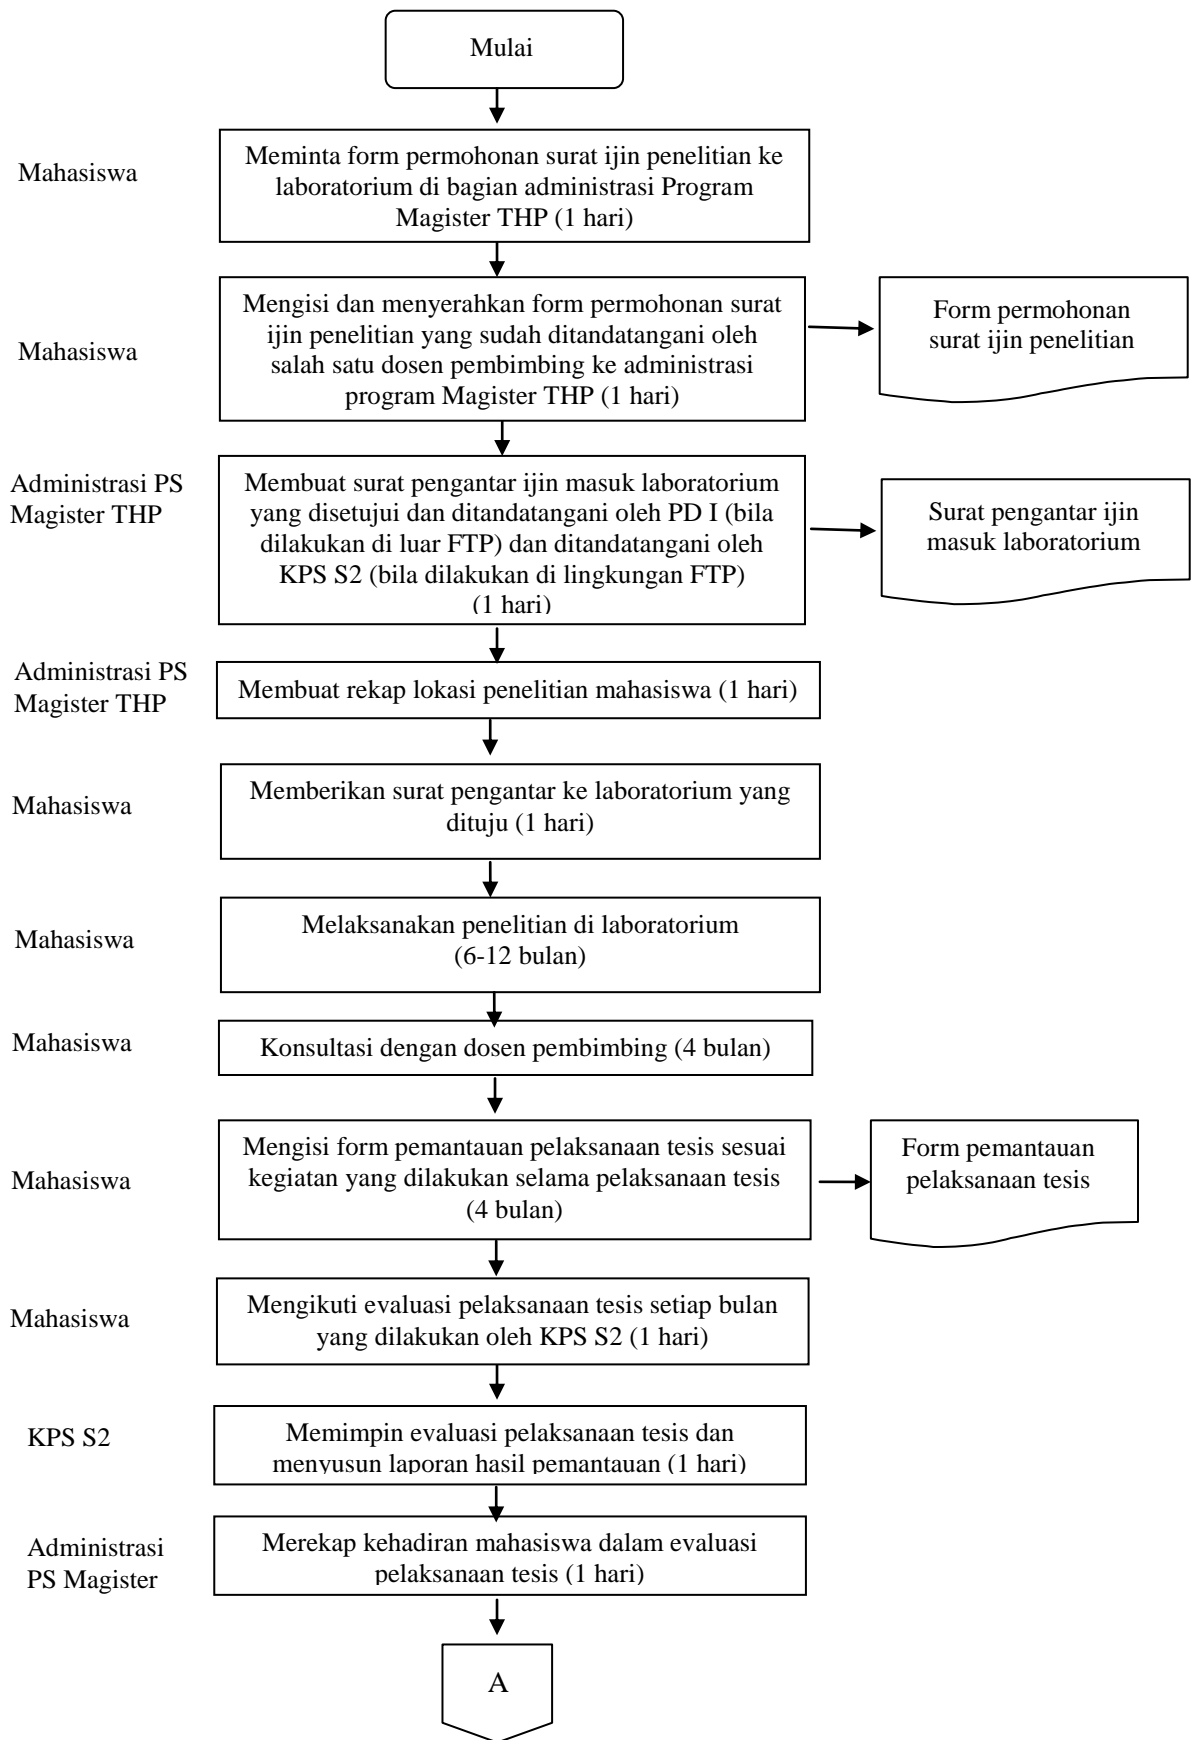 Mulai
Mahasiswa
Meminta form permohonan surat ijin penelitian ke
laboratorium di bagian administrasi Program
Magister THP (1 hari)
Mahasiswa
Mengisi dan menyerahkan form permohonan surat
ijin penelitian yang sudah ditandatangani oleh
salah satu dosen pembimbing ke administrasi
program Magister THP (1 hari)
Form permohonan
surat ijin penelitian
Administrasi PS
Magister THP
Membuat surat pengantar ijin masuk laboratorium
yang disetujui dan ditandatangani oleh PD I (bila
dilakukan di luar FTP) dan ditandatangani oleh
KPS S2 (bila dilakukan di lingkungan FTP)
(1 hari)
Surat pengantar ijin
masuk laboratorium
Administrasi PS
Magister THP
Membuat rekap lokasi penelitian mahasiswa (1 hari)
Mahasiswa
Memberikan surat pengantar ke laboratorium yang
dituju (1 hari)
Mahasiswa
Melaksanakan penelitian di laboratorium
(6-12 bulan)
Mahasiswa
Konsultasi dengan dosen pembimbing (4 bulan)
Mahasiswa
Mengisi form pemantauan pelaksanaan tesis sesuai
kegiatan yang dilakukan selama pelaksanaan tesis
(4 bulan)
Form pemantauan
pelaksanaan tesis
Mahasiswa
Mengikuti evaluasi pelaksanaan tesis setiap bulan
yang dilakukan oleh KPS S2 (1 hari)
KPS S2
Memimpin evaluasi pelaksanaan tesis dan
menyusun laporan hasil pemantauan (1 hari)
Administrasi
PS Magister
Merekap kehadiran mahasiswa dalam evaluasi
pelaksanaan tesis (1 hari)
A